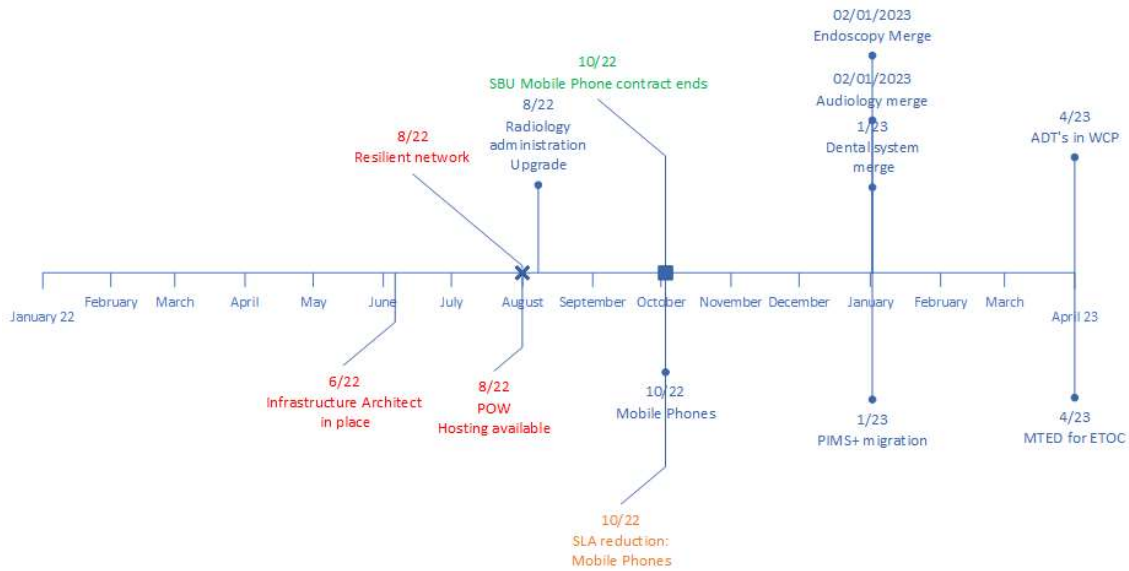 02/01/2023
Endoscopy Merge
10/22
SBU Mobile Phone contract ends
02/01/2023
Audiology merge
8/22
Radiology
administration
Upgrade
1/23
Dental system
merge
4/23
ADT's in WCP
8/22
Resilient network
January 22
February
March
April
May
June
July
August
September
October
November
December
January
February
March
April 23
6/22
Infrastructure Architect
in place
8/22
POW
Hosting available
10/22
Mobile Phones
1/23
PIMS+ migration
4/23
MTED for ETOC
10/22
SLA reduction:
Mobile Phones